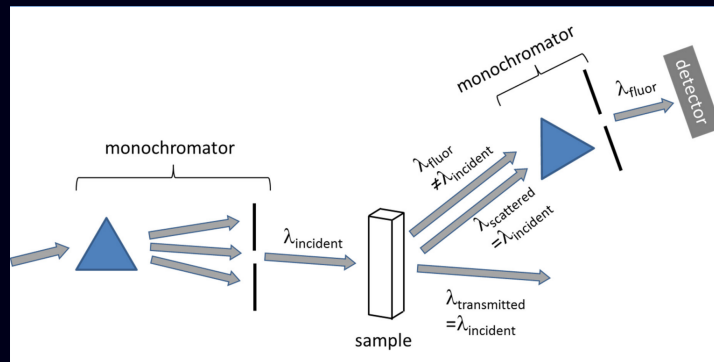 monochromator
λfluor
detector
monochromator
λfluor
≠λincident
λincident
λscattered
=λincident
λtransmitted
=λincident
sample